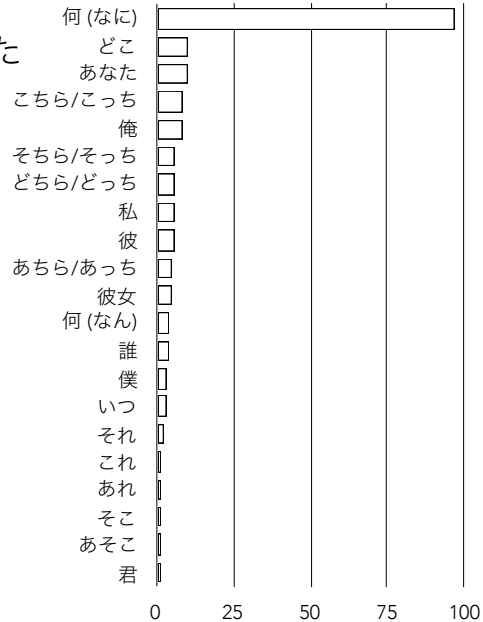 何 (なに)
た
どこ
あなた
こちら/こっち
俺
そちら/そっち
どちら/どっち
私
彼
あちら/あっち
彼女
何 (なん)
誰
僕
いつ
それ
これ
あれ
そこ
あそこ
君
0 25 50 75 100